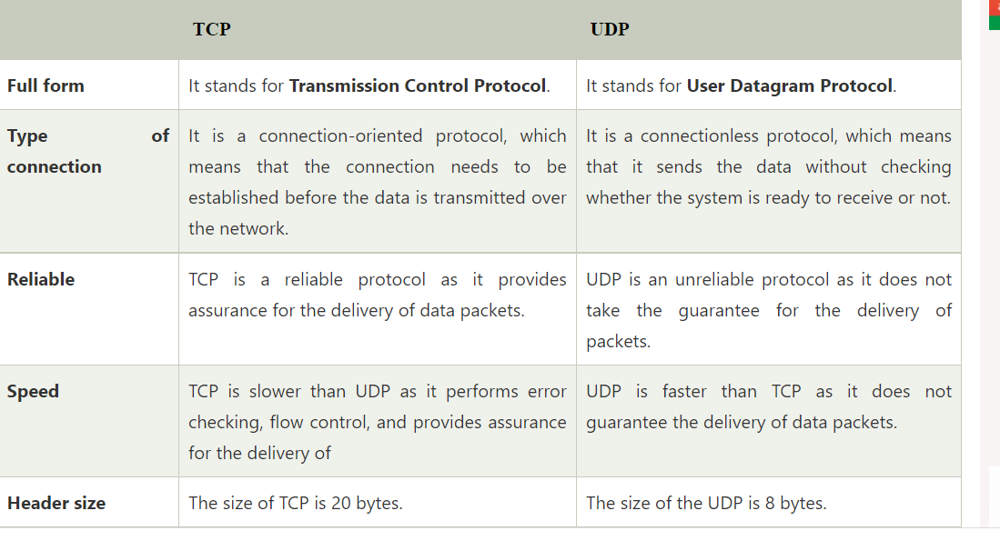 TCP UDP
Full form It stands for Transmission Control Protocol. It stands for User Datagram Protocol.
Type of It is a connection-oriented protocol, which It is a connectionless protocol, which means
connection means that the connection needs to be that it sends the data without checking
established before the data is transmitted over whether the system is ready to receive or not.
the network.
Reliable TCP is a reliable protocol as it provides UDP is an unreliable protocol as it does not
assurance for the delivery of data packets. take the guarantee for the delivery of
packets.
Speed TCP is slower than UDP as it performs error UDP is faster than TCP as it does not
checking, flow control, and provides assurance guarantee the delivery of data packets.
for the delivery of
Header size The size of TCP is 20 bytes. The size of the UDP is 8 bytes.